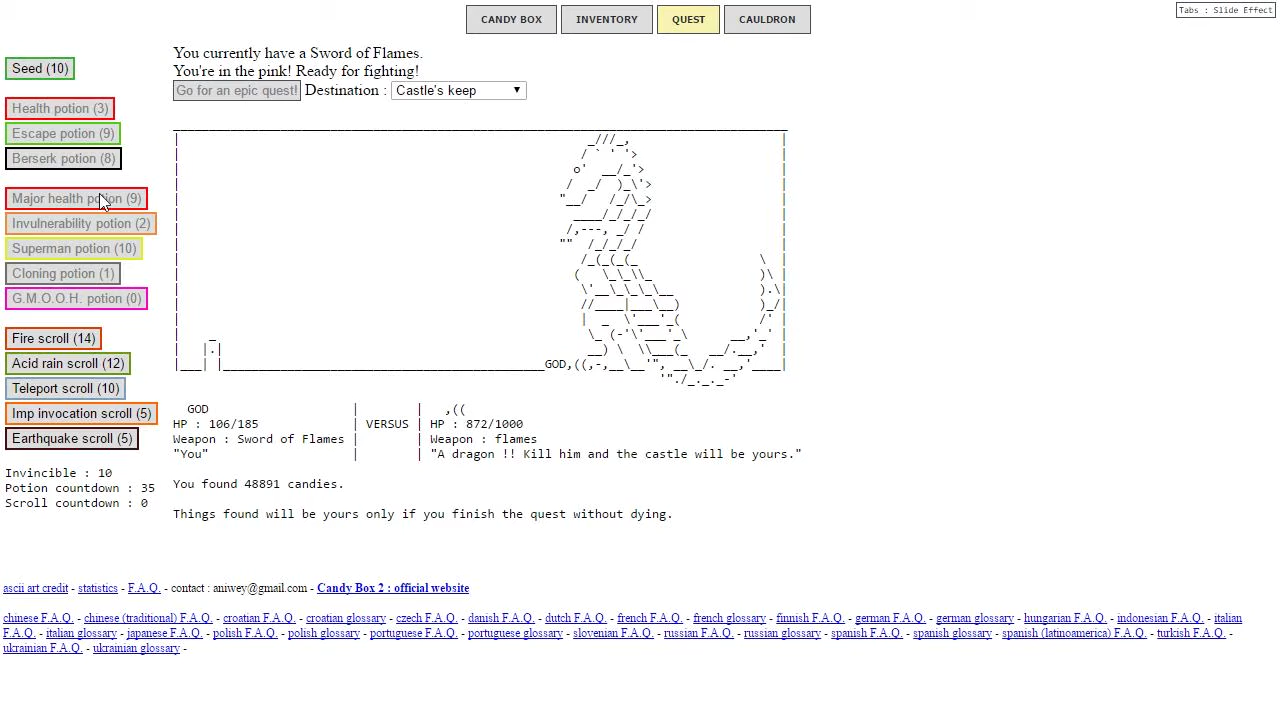 CANDY BOX INVENTORY QUEST CAULDRON
Tabs : Slide Effect
You currently have a Sword of Flames.
You're in the pink! Ready for fighting!
Go for an epic quest! Destination : Castle's keep
Seed (10)
Health potion (3)
Escape potion (9)
Berserk potion (8)
Major health potion (9)
Invulnerability potion (2)
Superman potion (10)
Cloning potion (1)
G.M.O.O.H. potion (0)
Fire scroll (14)
Acid rain scroll (12)
Teleport scroll (10)
Imp invocation scroll (5)
Earthquake scroll (5)
Invincible : 10
Potion countdown : 35
Scroll countdown : 0
GOD
GOD | | ,((
HP : 106/185 | VERSUS | HP : 872/1000
Weapon : Sword of Flames | | Weapon : flames
"You" | | "A dragon !! Kill him and the castle will be yours."
You found 48891 candies.
Things found will be yours only if you finish the quest without dying.
ascii art credit - statistics - F.A.Q. - contact : aniwey@gmail.com - Candy Box 2 : official website
chinese F.A.Q. - chinese (traditional) F.A.Q. - croatian F.A.Q. - croatian glossary - czech F.A.Q. - danish F.A.Q. - dutch F.A.Q. - french F.A.Q. - french glossary - finnish F.A.Q. - german F.A.Q. - german glossary - hungarian F.A.Q. - indonesian F.A.Q. - italian
F.A.Q. - italian glossary - japanese F.A.Q. - polish F.A.Q. - polish glossary - portuguese F.A.Q. - portuguese glossary - slovenian F.A.Q. - russian F.A.Q. - russian glossary - spanish F.A.Q. - spanish glossary - spanish (latinoamerica) F.A.Q. - turkish F.A.Q. -
ukrainian F.A.Q. - ukrainian glossary -